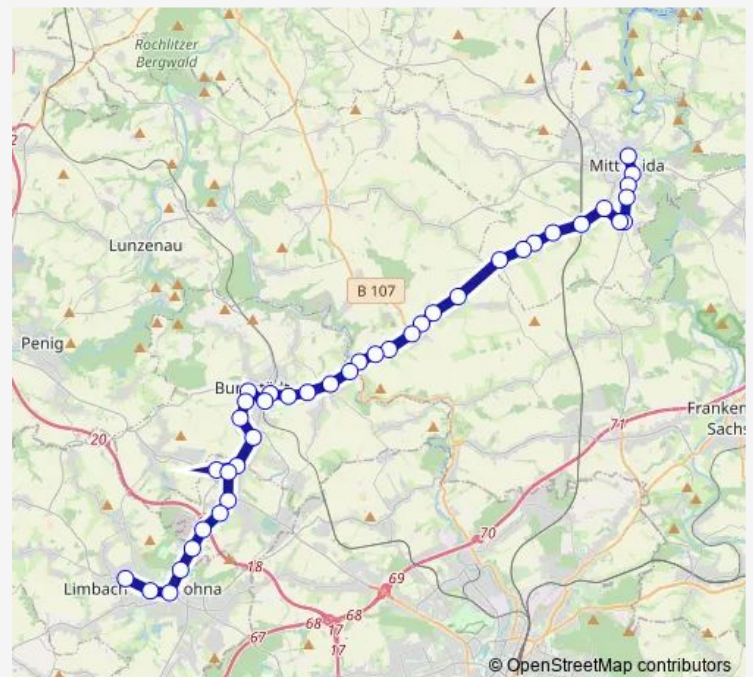 Rochlitzer
Bergwald
2
Mitt ida
Lunzenau
B 107
Penig
Bur
Franken
Sachs
71
20
70
18
69
Limbach ohna
68
68
67
17
17
© OpenStreetMap contributors